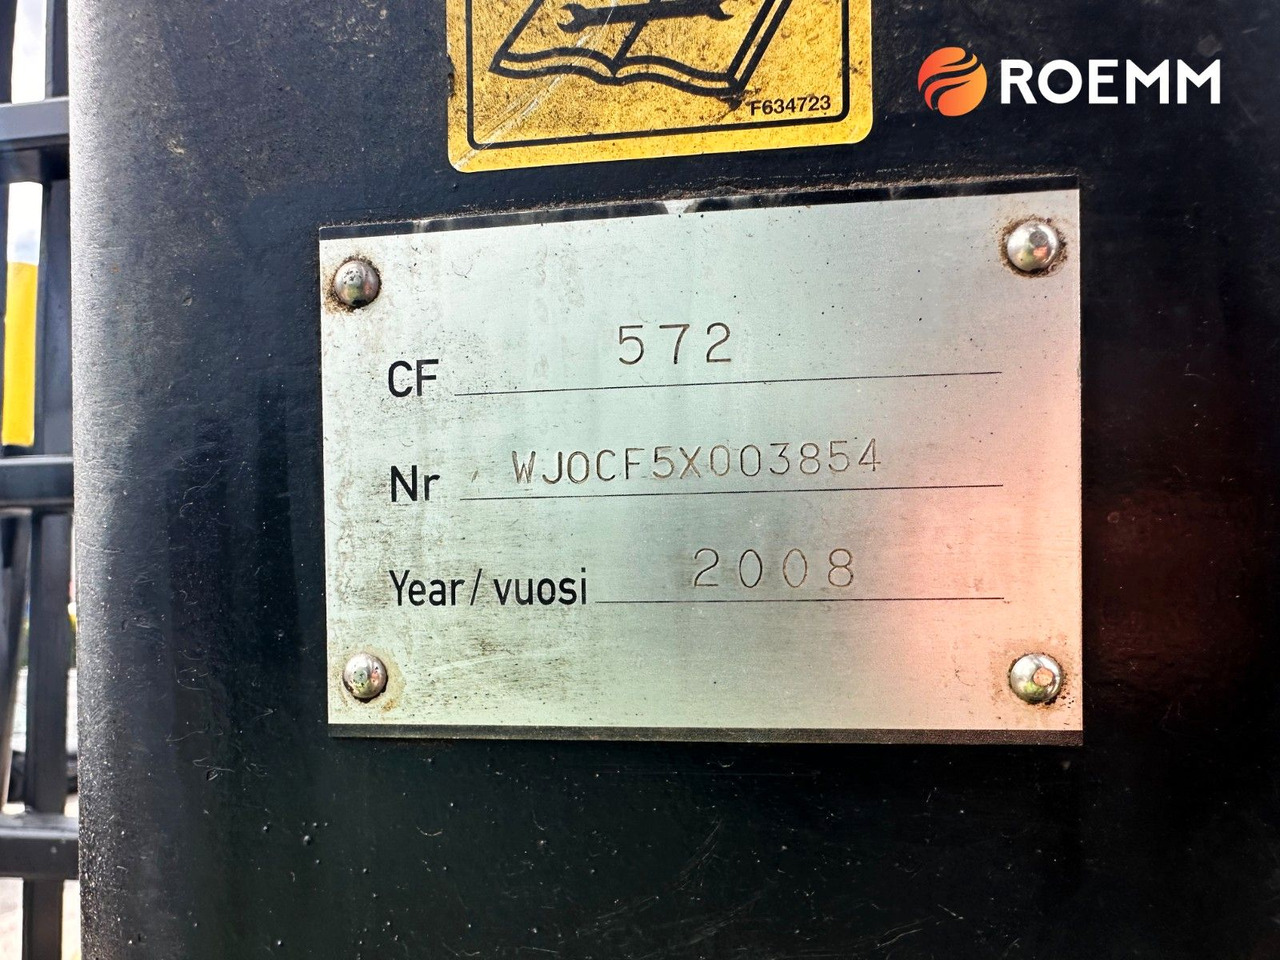 F634723
ROEMM
CF 572
Nr WJOCF5X003854
Year/vuosi 2008